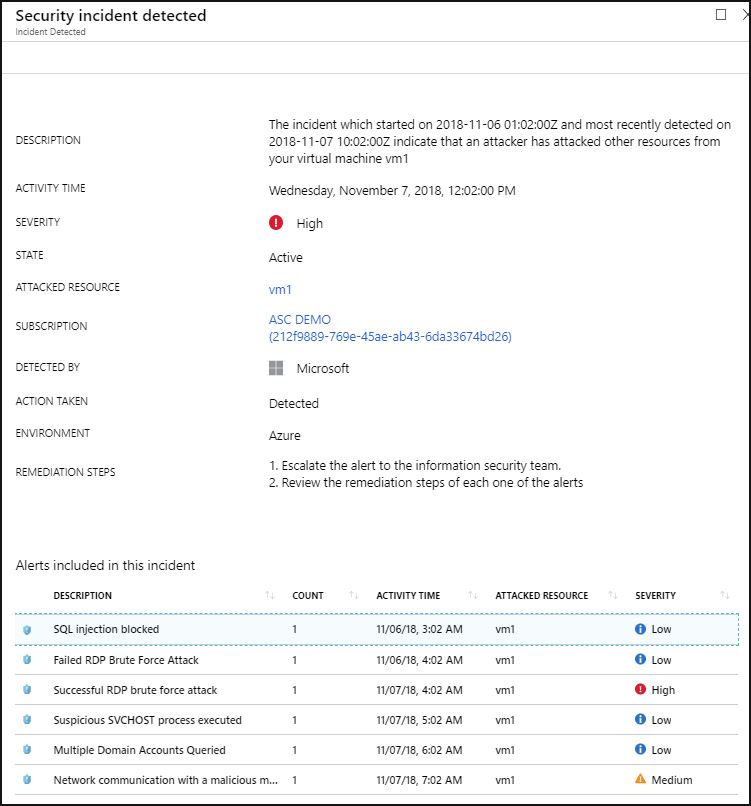 Security incident detected
Incident Detected
DESCRIPTION
The incident which started on 2018-11-06 01:02:00Z and most recently detected on
2018-11-07 10:02:00Z indicate that an attacker has attacked other resources from
your virtual machine vm1
ACTIVITY TIME
Wednesday, November 7, 2018, 12:02:00 PM
SEVERITY
High
STATE
Active
ATTACKED RESOURCE
vm1
SUBSCRIPTION
ASC DEMO
(212f9889-769e-45ae-ab43-6da33674bd26)
DETECTED BY
Microsoft
ACTION TAKEN
Detected
ENVIRONMENT
Azure
REMEDIATION STEPS
1. Escalate the alert to the information security team.
2. Review the remediation steps of each one of the alerts
Alerts included in this incident
DESCRIPTION COUNT ACTIVITY TIME ATTACKED RESOURCE SEVERITY
SQL injection blocked 1 11/06/18, 3:02 AM vm1 Low
Failed RDP Brute Force Attack 1 11/06/18, 4:02 AM vm1 Low
Successful RDP brute force attack 1 11/07/18, 4:02 AM vm1 High
Suspicious SVCHOST process executed 1 11/07/18, 5:02 AM vm1 Low
Multiple Domain Accounts Queried 1 11/07/18, 6:02 AM vm1 Low
Network communication with a malicious m... 1 11/07/18, 7:02 AM vm1 Medium